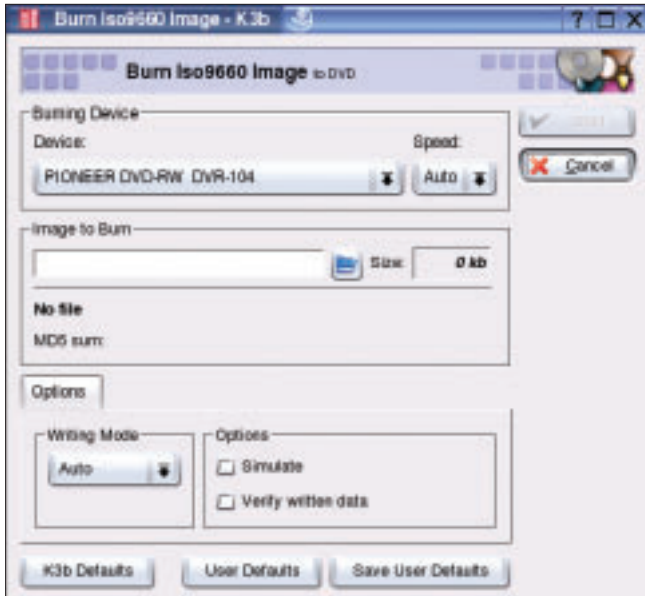 Burn Iso9660 Image - K3b
Burn Iso9660 Image to DVD
Burning Device
Device:
Speed:
PIONEER DVD-RW DVR-104
Auto
Cancel
Image to Burn
Size:
0 kb
No file
MD5 sum:
Options
Writing Mode
Auto
Options
Simulate
Verify written data
K3b Defaults
User Defaults
Save User Defaults